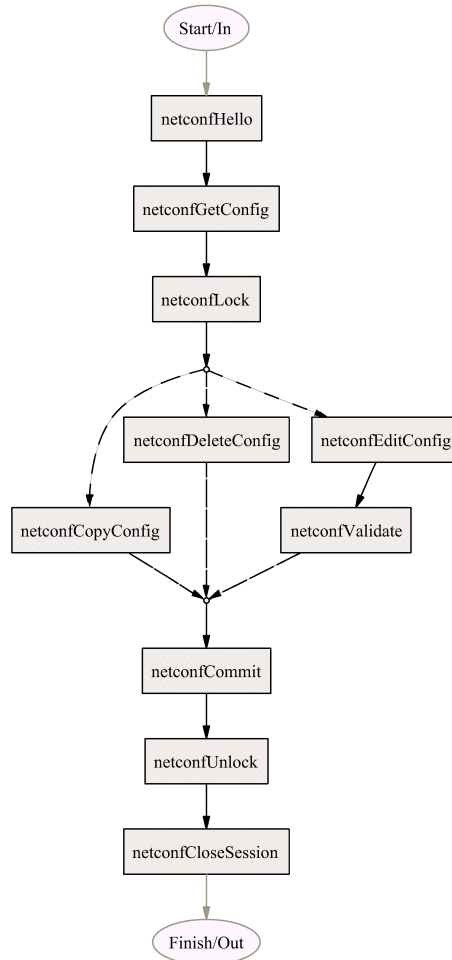 Start/In
netconfHello
netconfGetConfig
netconfLock
netconfDeleteConfig
netconfEditConfig
netconfCopyConfig
netconfValidate
netconfCommit
netconfUnlock
netconfCloseSession
Finish/Out